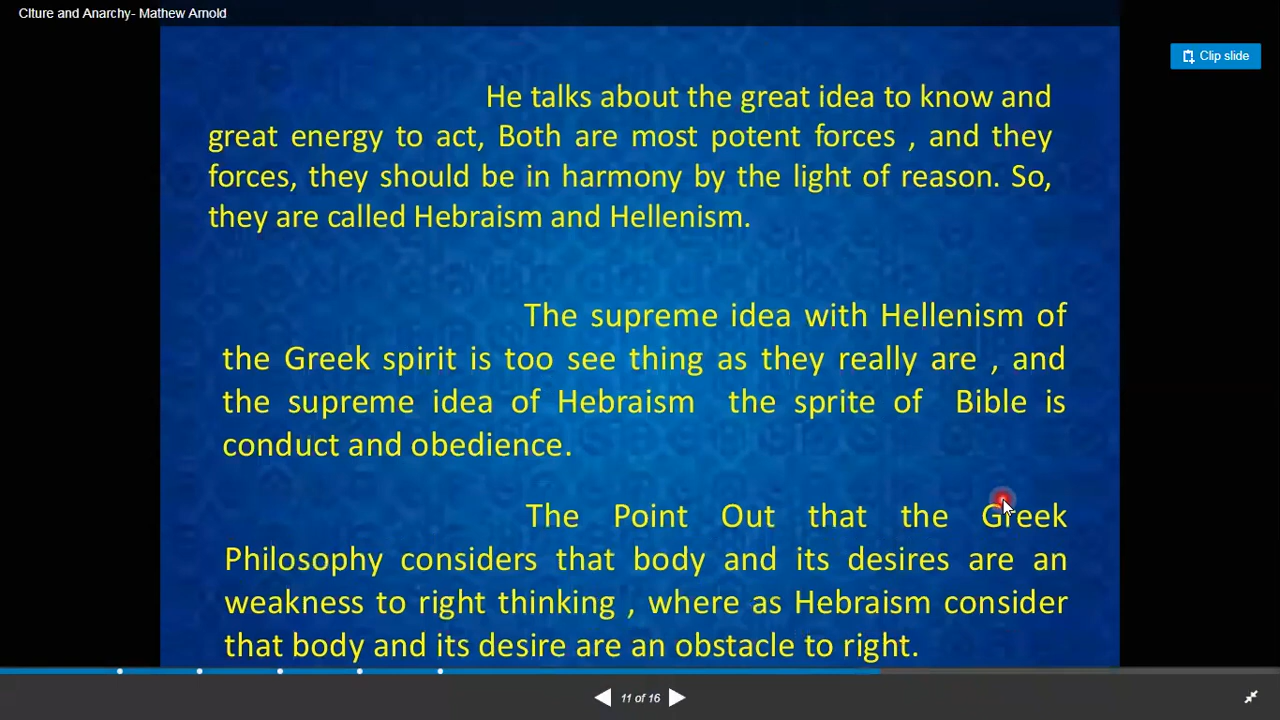 Clture and Anarchy- Mathew Arnold
Clip slide
He talks about the great idea to know and
great energy to act, Both are most potent forces , and they
forces, they should be in harmony by the light of reason. So,
they are called Hebraism and Hellenism.
The supreme idea with Hellenism of
the Greek spirit is too see thing as they really are , and
the supreme idea of Hebraism the sprite of Bible is
conduct and obedience.
The Point Out that the Greek
Philosophy considers that body and its desires are an
weakness to right thinking , where as Hebraism consider
that body and its desire are an obstacle to right.
11 of 16